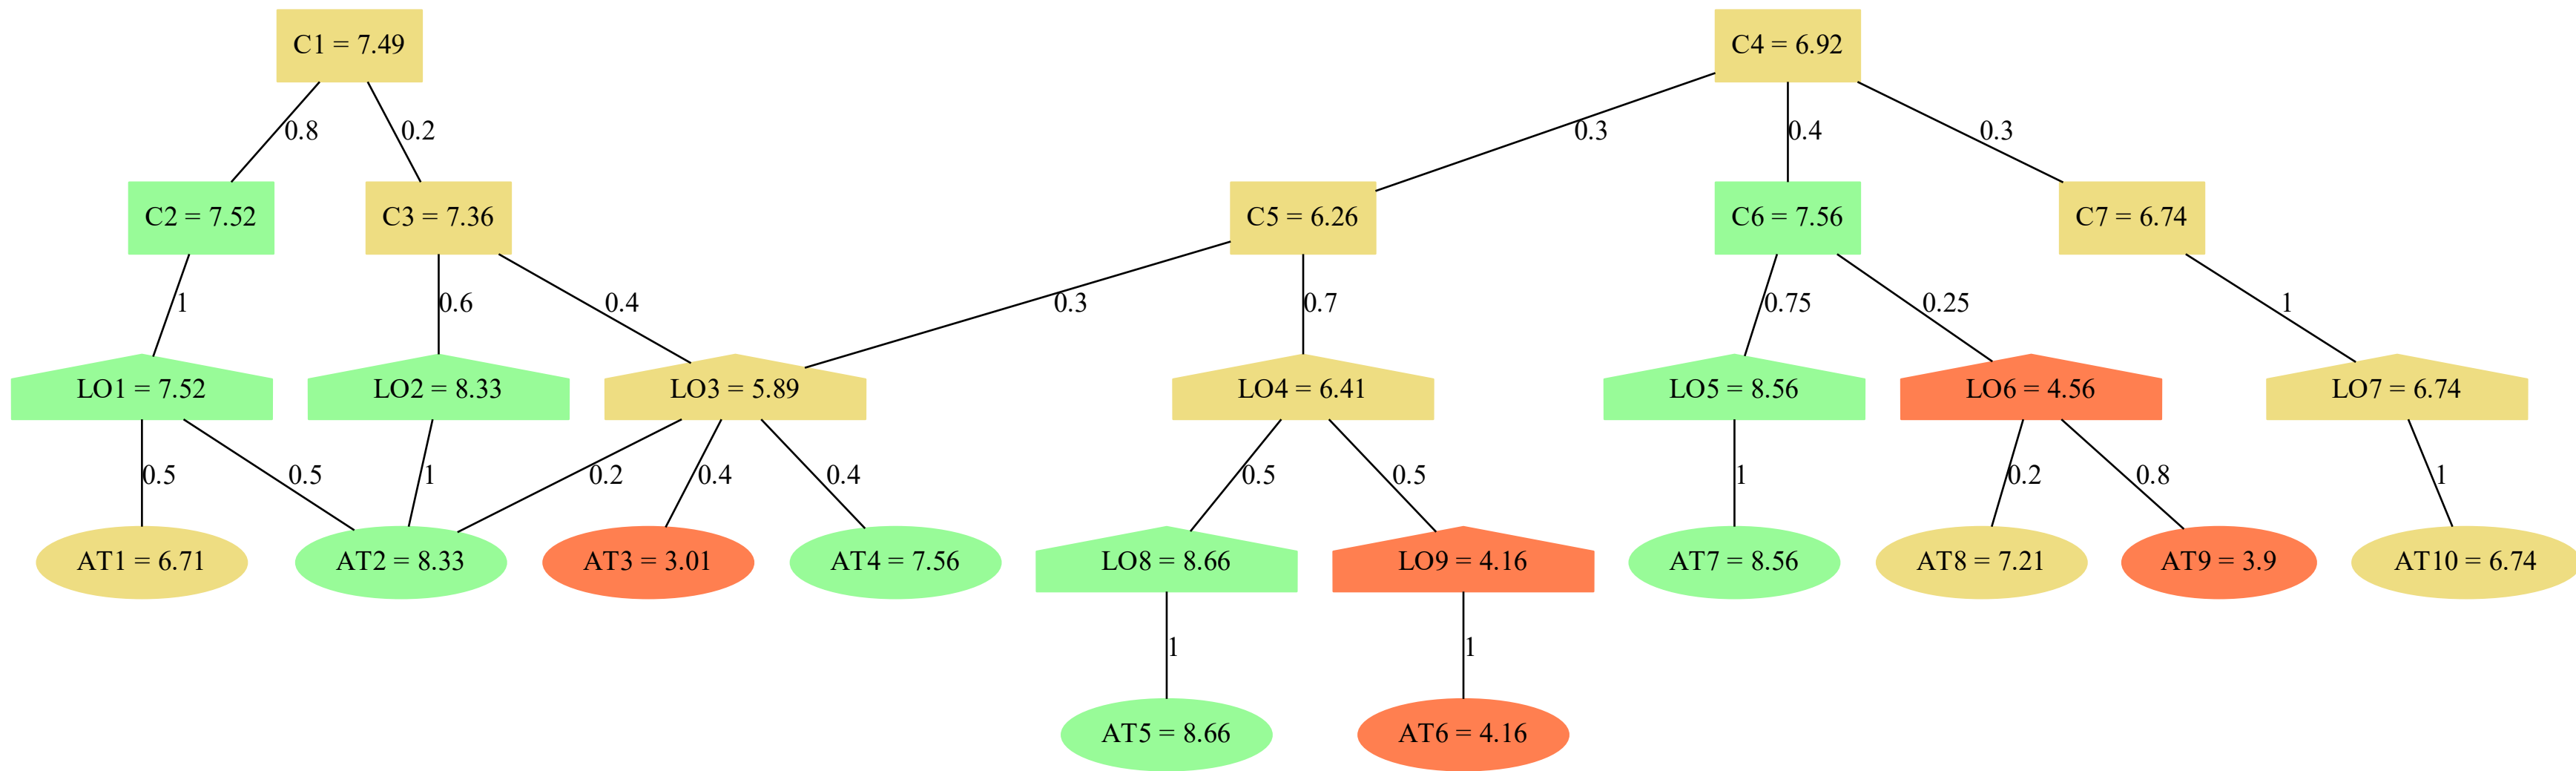 C1 = 7.49
C4 = 6.92
0.8
0.2
0.3
0.4
0.3
C2 = 7.52
C3 = 7.36
C5 = 6.26
C6 = 7.56
C7 = 6.74
1
0.6
0.4
0.3
0.7
0.75
0.25
1
LO1 = 7.52
LO2 = 8.33
LO3 = 5.89
LO4 = 6.41
LO5 = 8.56
LO6 = 4.56
LO7 = 6.74
0.5
0.5
1
0.2
0.4
0.4
0.5
0.5
1
0.2
0.8
1
AT1 = 6.71
AT2 = 8.33
AT3 = 3.01
AT4 = 7.56
LO8 = 8.66
LO9 = 4.16
AT7 = 8.56
AT8 = 7.21
AT9 = 3.9
AT10 = 6.74
1
1
AT5 = 8.66
AT6 = 4.16